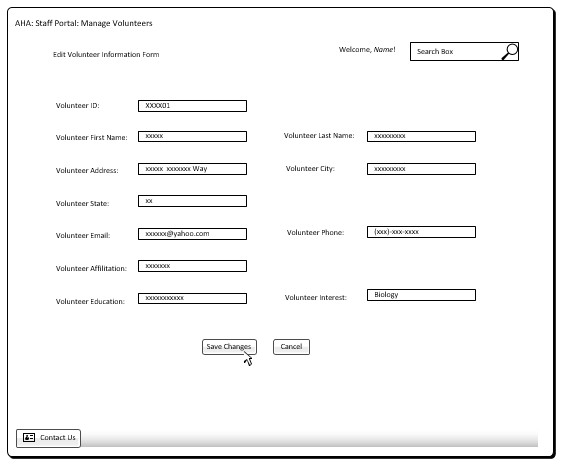 AHA: Staff Portal: Manage Volunteers
Edit Volunteer Information Form
Welcome, Name!
Search Box
Volunteer ID: XXXX01
Volunteer First Name: xxxxx
Volunteer Last Name: xxxxxxxxx
Volunteer Address: xxxxx xxxxxxx Way
Volunteer City: xxxxxxxxx
Volunteer State: xx
Volunteer Email: xxxxxx@yahoo.com
Volunteer Phone: (xxx)-xxx-xxxx
Volunteer Affilitation: xxxxxxx
Volunteer Education: xxxxxxxxxxx
Volunteer Interest: Biology
Save Changes
Cancel
Contact Us